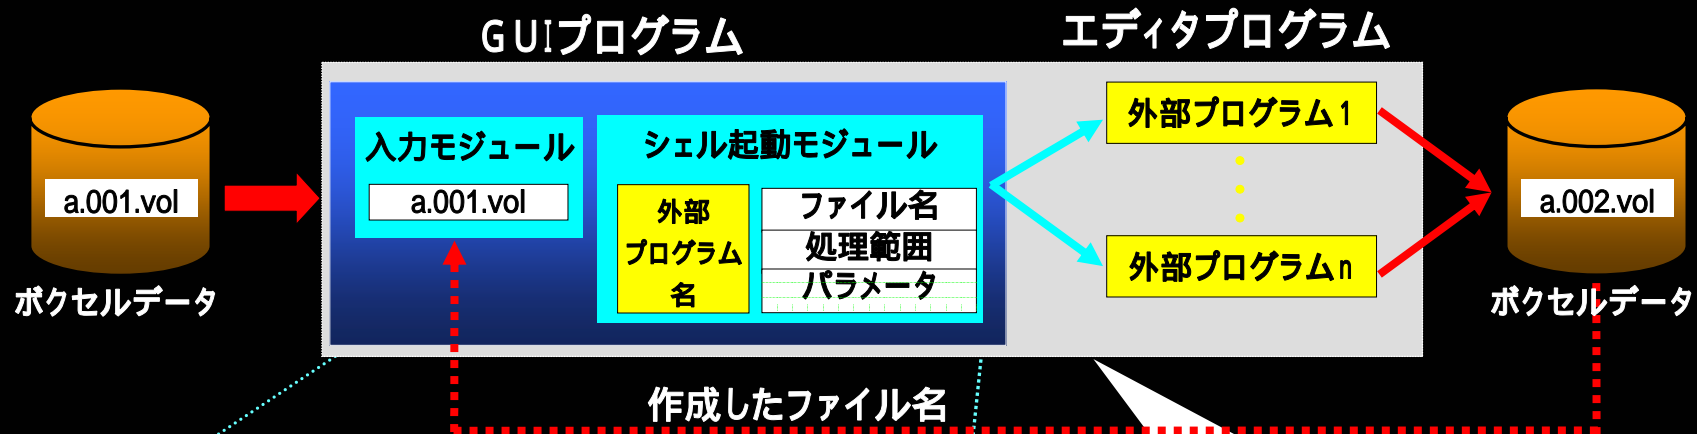 GUIプログラム
エディタプログラム
a.001.vol
ボクセルデータ
入力モジュール
a.001.vol
シェル起動モジュール
外部
プログラム
名
ファイル名
処理範囲
パラメータ
外部プログラム1
外部プログラムn
a.002.vol
ボクセルデータ
作成したファイル名